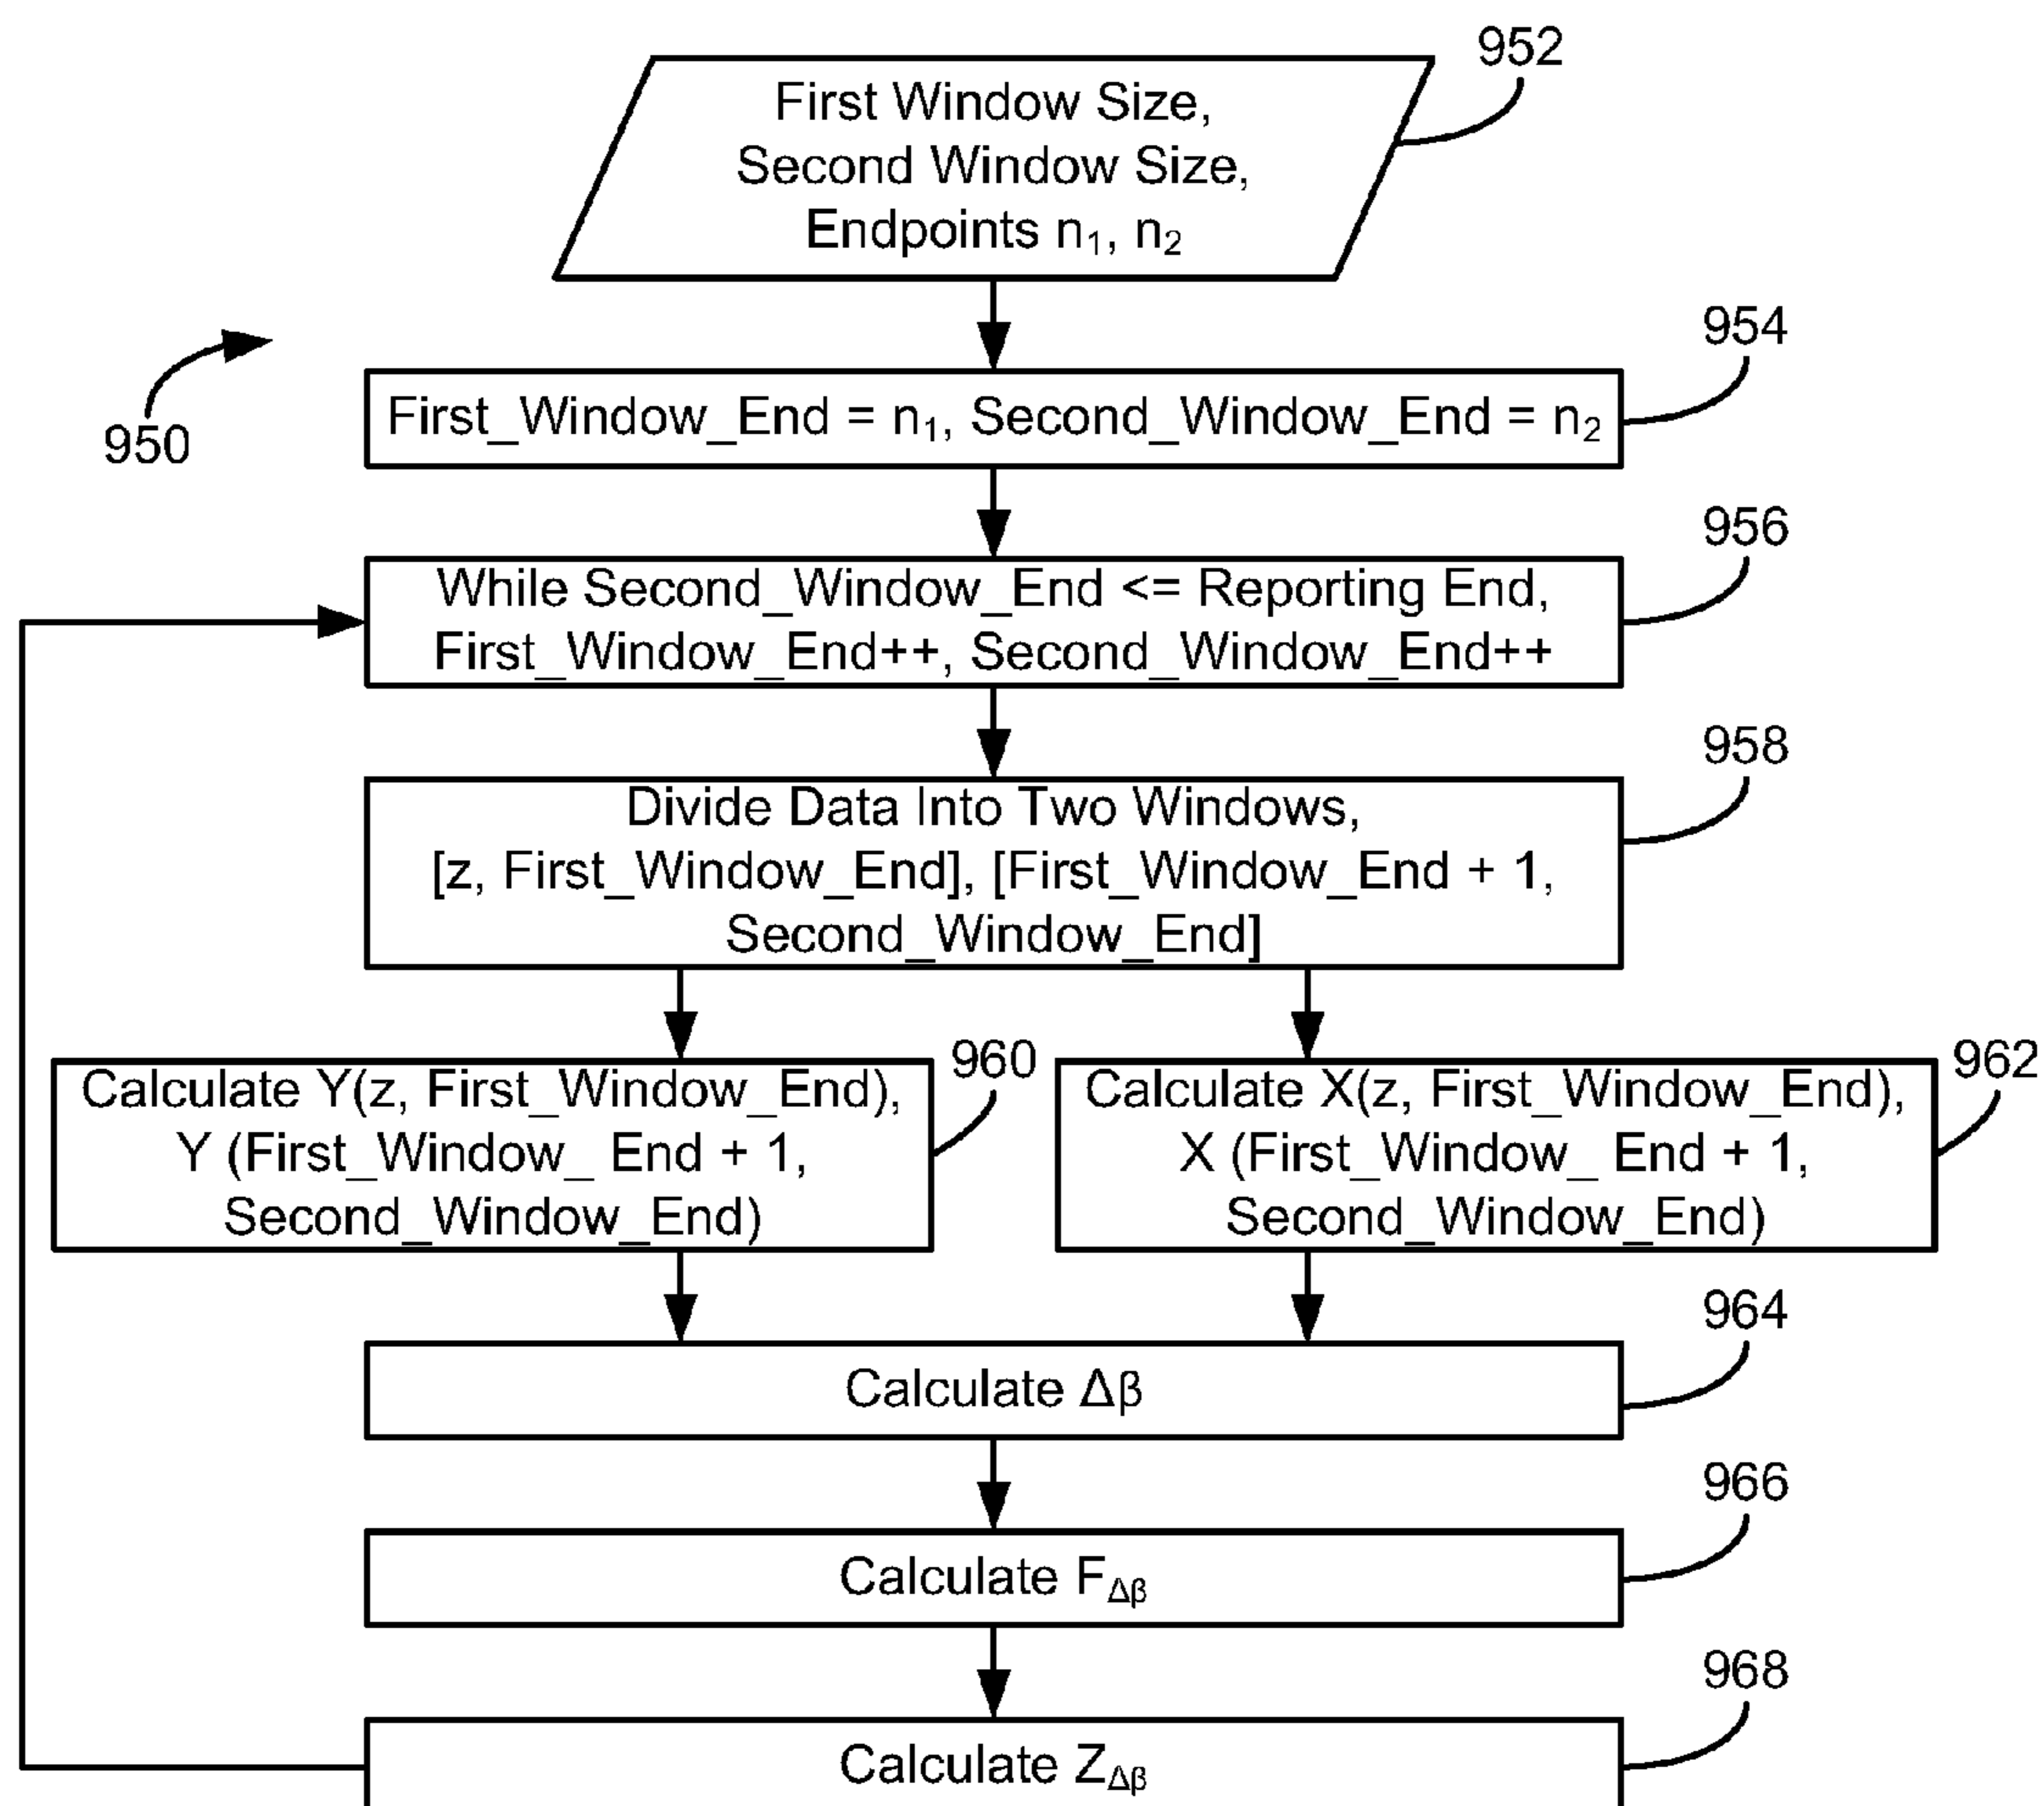 952
First Window Size,
Second Window Size,
Endpoints n₁, n₂
954
First_Window_End = n₁, Second_Window_End = n₂
950
956
While Second_Window_End <= Reporting End,
First_Window_End++, Second_Window_End++
958
Divide Data Into Two Windows,
[z, First_Window_End], [First_Window_End + 1,
Second_Window_End]
960
Calculate Y(z, First_Window_End),
Y (First_Window_ End + 1,
Second_Window_End)
962
Calculate X(z, First_Window_End),
X (First_Window_ End + 1,
Second_Window_End)
964
Calculate Δβ
966
Calculate F_Δβ
968
Calculate Z_Δβ